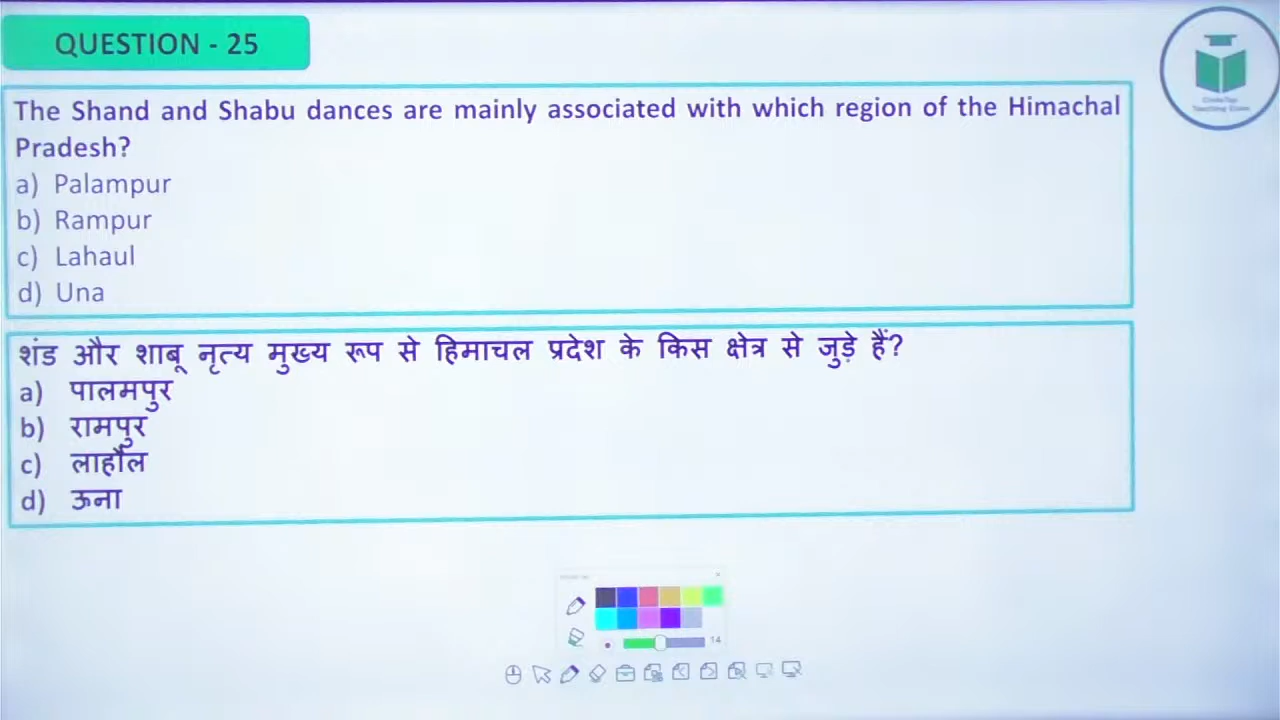 QUESTION - 25
The Shand and Shabu dances are mainly associated with which region of the Himachal
Pradesh?
a) Palampur
b) Rampur
c) Lahaul
d) Una
शंड और शाबू नृत्य मुख्य रूप से हिमाचल प्रदेश के किस क्षेत्र से जुड़े हैं?
a) पालमपुर
b) रामपुर
c) लाहौल
d) ऊना
14